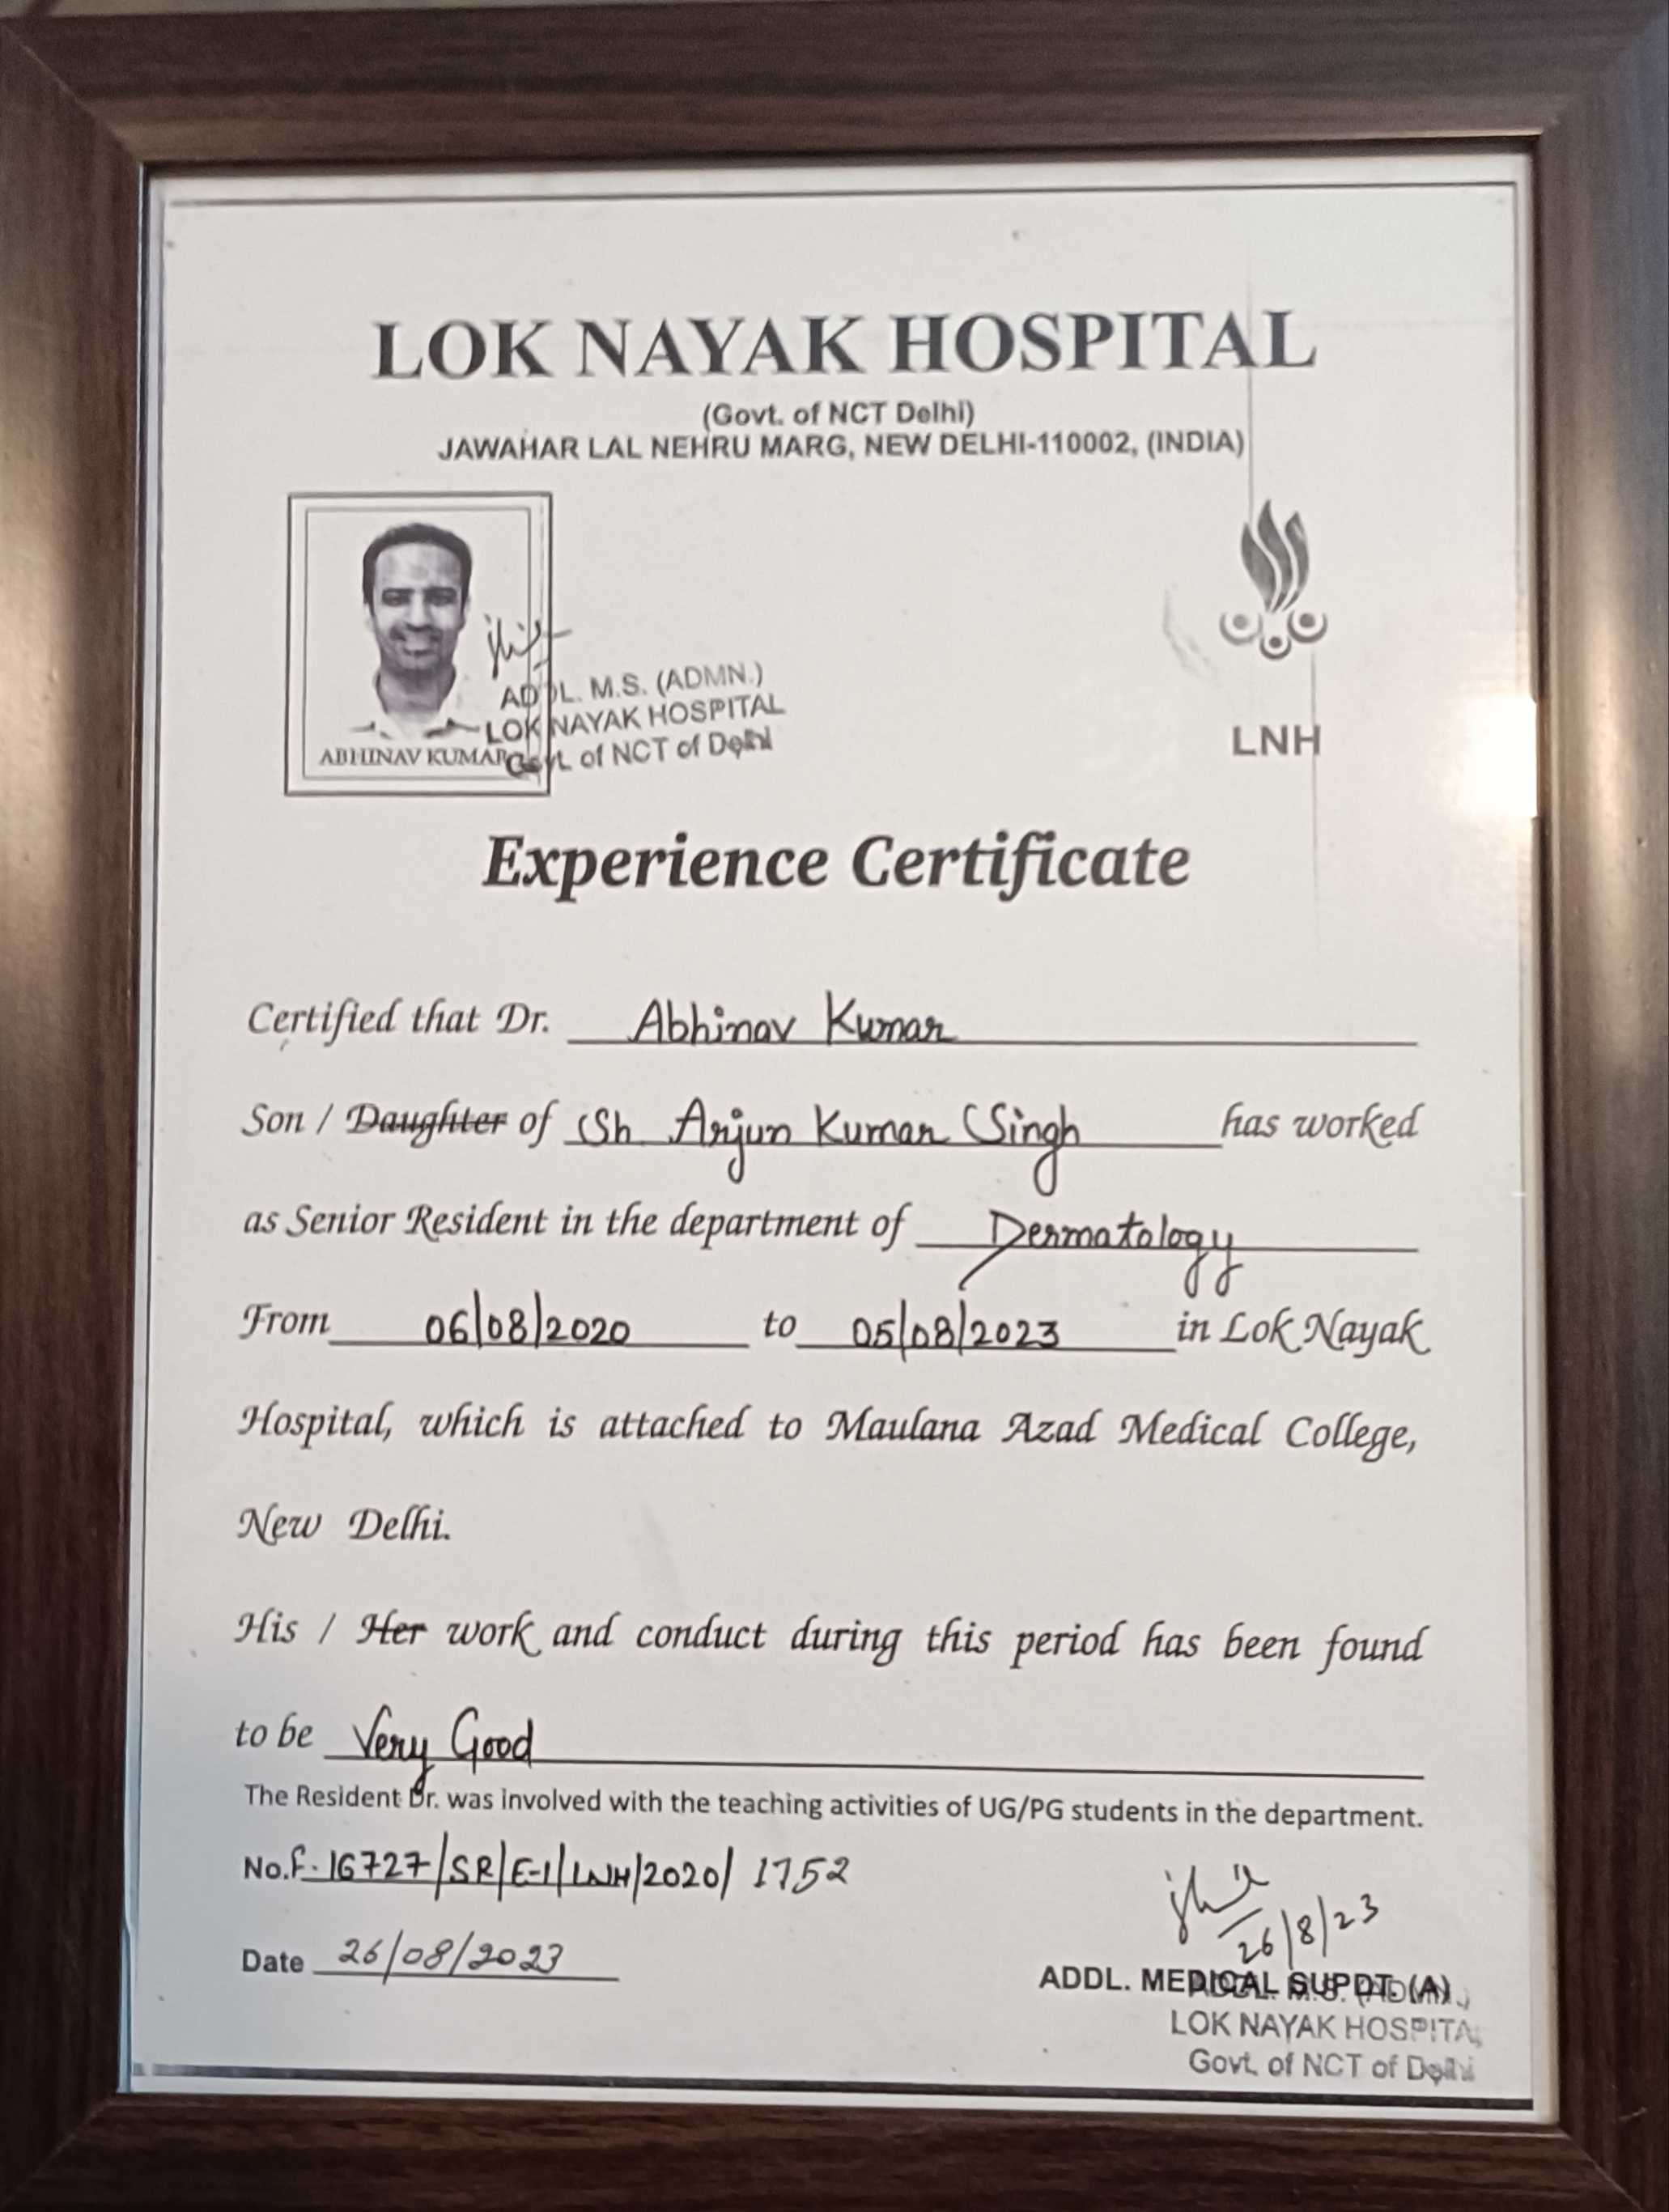 LOK NAYAK HOSPITAL
(Govt. of NCT Delhi)
JAWAHAR LAL NEHRU MARG, NEW DELHI-110002, (INDIA)
ADDL. M.S. (ADMN.)
LOK NAYAK HOSPITAL
Govt. of NCT of Delhi
ABHINAV KUMAR
LNH
Experience Certificate
Certified that Dr. Abhinav Kumar
Son / Daughter of Sh Arjun Kumar Singh has worked
as Senior Resident in the department of Dermatology
From 06/08/2020 to 05/08/2023 in Lok Nayak
Hospital, which is attached to Maulana Azad Medical College,
New Delhi.
His / Her work and conduct during this period has been found
to be Very Good
The Resident Dr. was involved with the teaching activities of UG/PG students in the department.
No.F. 16727/SR/E-1/LNH/2020/ 1752
Date 26/08/2023
26/8/23
ADDL. MEDICAL SUPDT. (A)
ADDL. M.S. (ADMN.)
LOK NAYAK HOSPITAL
Govt. of NCT of Delhi